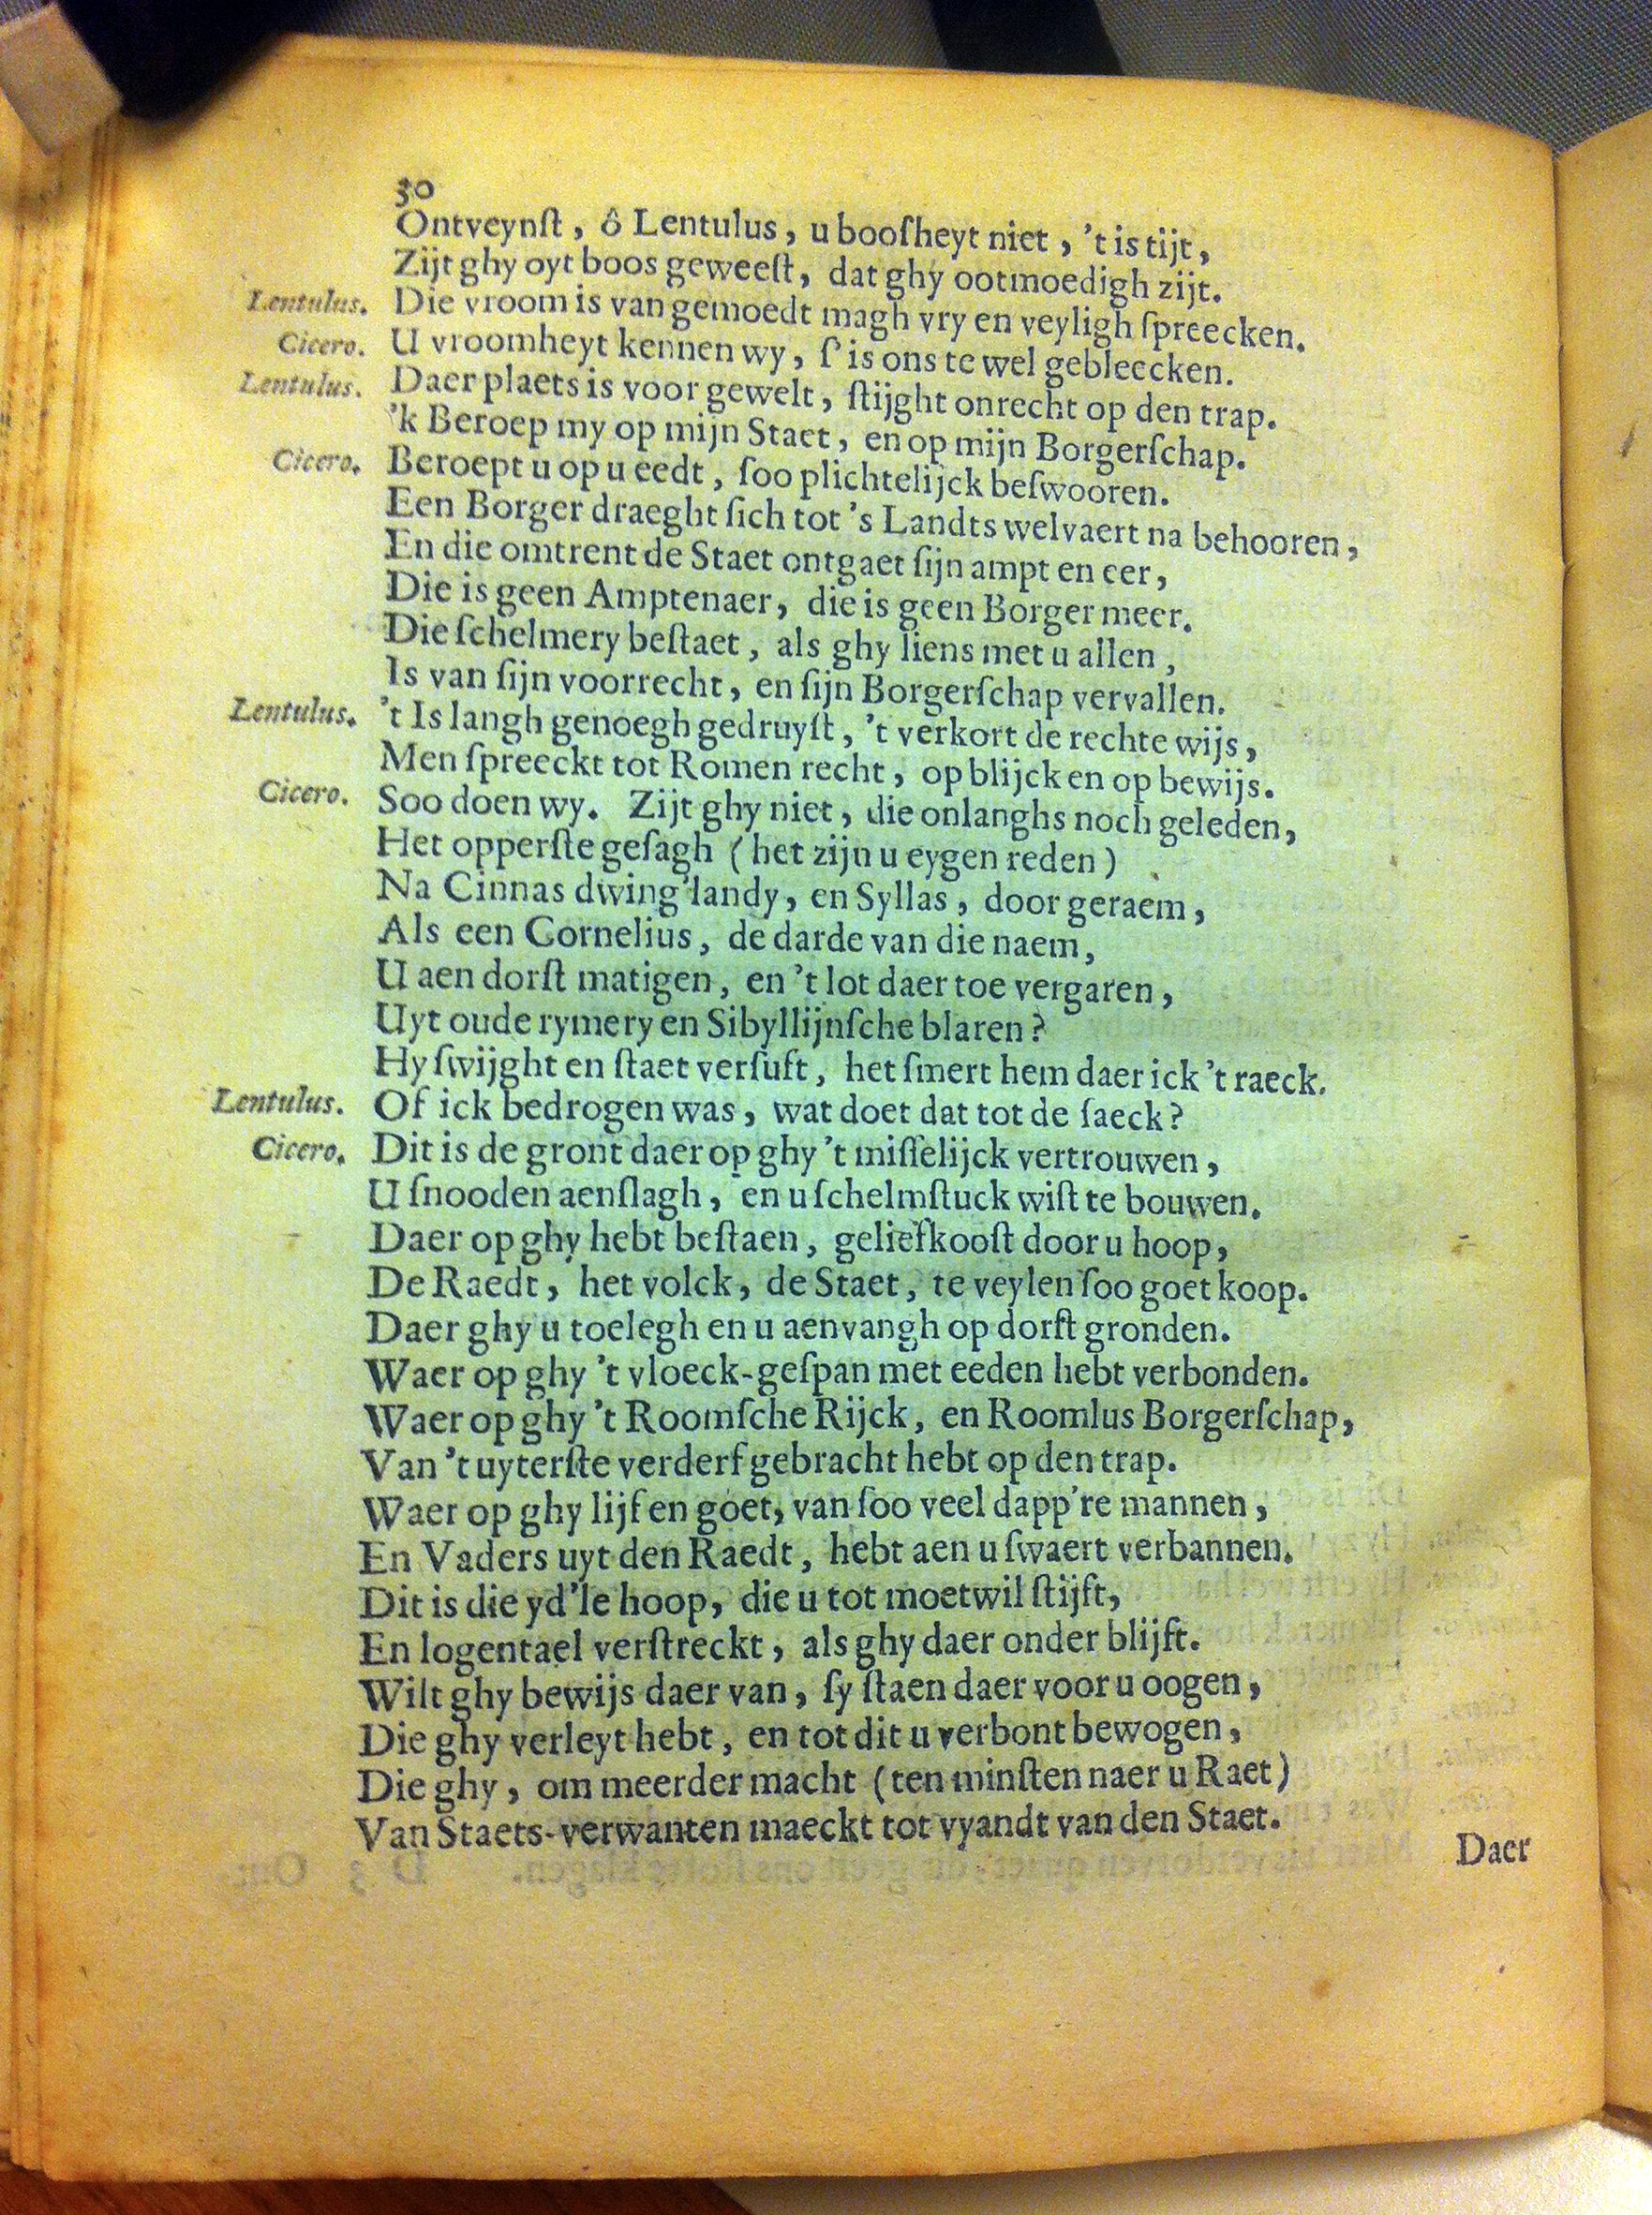 30
Ontveynſt, ô Lentulus, u booſheyt niet, 't is tijt,
Zijt ghy oyt boos geweeſt, dat ghy ootmoedigh zijt.
Lentulus. Die vroom is van gemoedt magh vry en veyligh ſpreecken.
Cicero. U vroomheyt kennen wy, ſ' is ons te wel gebleecken.
Lentulus. Daer plaets is voor gewelt, ſtijght onrecht op den trap.
'k Beroep my op mijn Staet, en op mijn Borgerſchap.
Cicero. Beroept u op u eedt, ſoo plichtelijck beſwooren.
Een Borger draeght ſich tot 's Landts welvaert na behooren,
En die omtrent de Staet ontgaet ſijn ampt en eer,
Die is geen Amptenaer, die is geen Borger meer.
Die ſchelmery beſtaet, als ghy liens met u allen,
Is van ſijn voorrecht, en ſijn Borgerſchap vervallen.
Lentulus. 't Is langh genoegh gedruyſt, 't verkort de rechte wijs,
Men ſpreeckt tot Romen recht, op blijck en op bewijs.
Cicero. Soo doen wy. Zijt ghy niet, die onlanghs noch geleden,
Het opperſte geſagh (het zijn u eygen reden)
Na Cinnas dwing'landy, en Syllas, door geraem,
Als een Cornelius, de darde van die naem,
U aen dorſt matigen, en 't lot daer toe vergaren,
Uyt oude rymery en Sibyllijnſche blaren?
Hy ſwijght en ſtaet verſuft, het ſmert hem daer ick 't raeck.
Lentulus. Of ick bedrogen was, wat doet dat tot de ſaeck?
Cicero. Dit is de gront daer op ghy 't miſſelijck vertrouwen,
U ſnooden aenſlagh, en u ſchelmſtuck wiſt te bouwen.
Daer op ghy hebt beſtaen, geliefkooſt door u hoop,
De Raedt, het volck, de Staet, te veylen ſoo goet koop.
Daer ghy u toelegh en u aenvangh op dorſt gronden.
Waer op ghy 't vloeck-geſpan met eeden hebt verbonden.
Waer op ghy 't Roomſche Rijck, en Roomlus Borgerſchap,
Van 't uyterſte verderf gebracht hebt op den trap.
Waer op ghy lijf en goet, van ſoo veel dapp're mannen,
En Vaders uyt den Raedt, hebt aen u ſwaert verbannen.
Dit is die yd'le hoop, die u tot moetwil ſtijft,
En logentael verſtreckt, als ghy daer onder blijft.
Wilt ghy bewijs daer van, ſy ſtaen daer voor u oogen,
Die ghy verleyt hebt, en tot dit u verbont bewogen,
Die ghy, om meerder macht (ten minſten naer u Raet)
Van Staets-verwanten maeckt tot vyandt van den Staet.
Daer